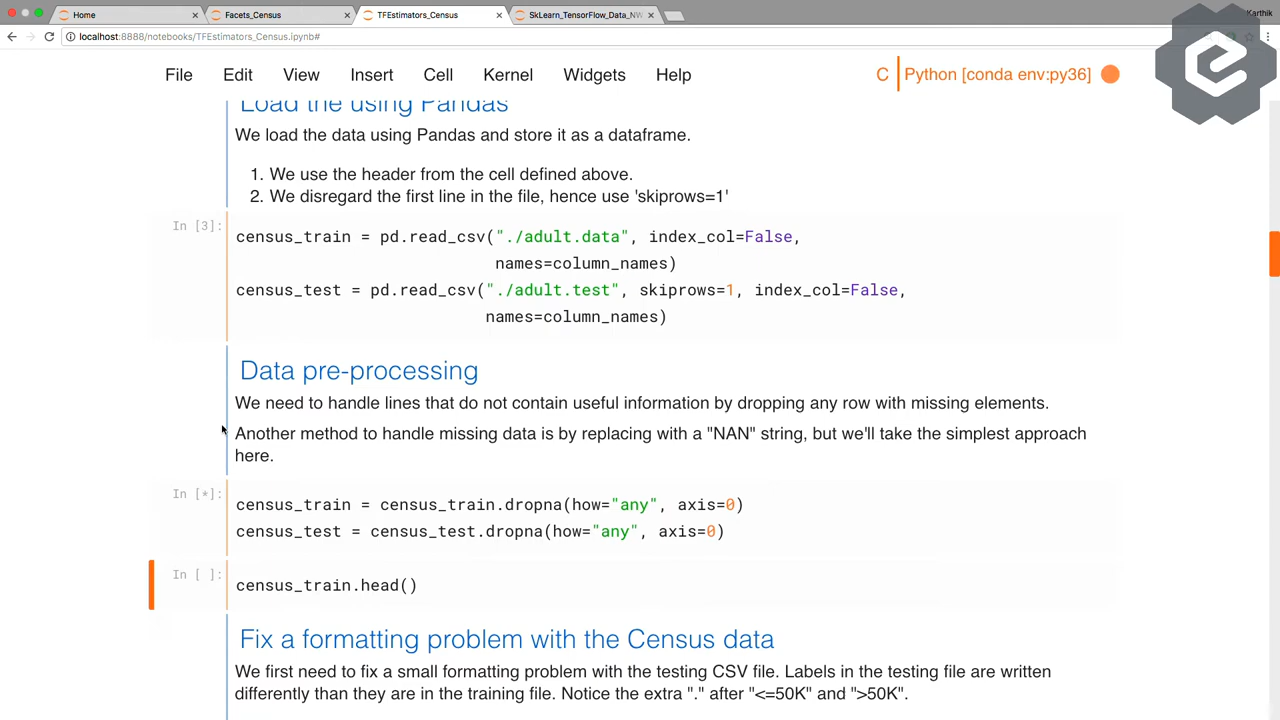 Home
Facets_Census
TFEstimators_Census
SkLearn_TensorFlow_Data_NW
Karthik
localhost:8888/notebooks/TFEstimators_Census.ipynb#
File Edit View Insert Cell Kernel Widgets Help
C Python [conda env:py36]
Load the using Pandas
We load the data using Pandas and store it as a dataframe.
1. We use the header from the cell defined above.
2. We disregard the first line in the file, hence use 'skiprows=1'
In [3]:
census_train = pd.read_csv("./adult.data", index_col=False,
names=column_names)
census_test = pd.read_csv("./adult.test", skiprows=1, index_col=False,
names=column_names)
Data pre-processing
We need to handle lines that do not contain useful information by dropping any row with missing elements.
Another method to handle missing data is by replacing with a "NAN" string, but we'll take the simplest approach
here.
In [*]:
census_train = census_train.dropna(how="any", axis=0)
census_test = census_test.dropna(how="any", axis=0)
In [ ]:
census_train.head()
Fix a formatting problem with the Census data
We first need to fix a small formatting problem with the testing CSV file. Labels in the testing file are written
differently than they are in the training file. Notice the extra "." after "<=50K" and ">50K".